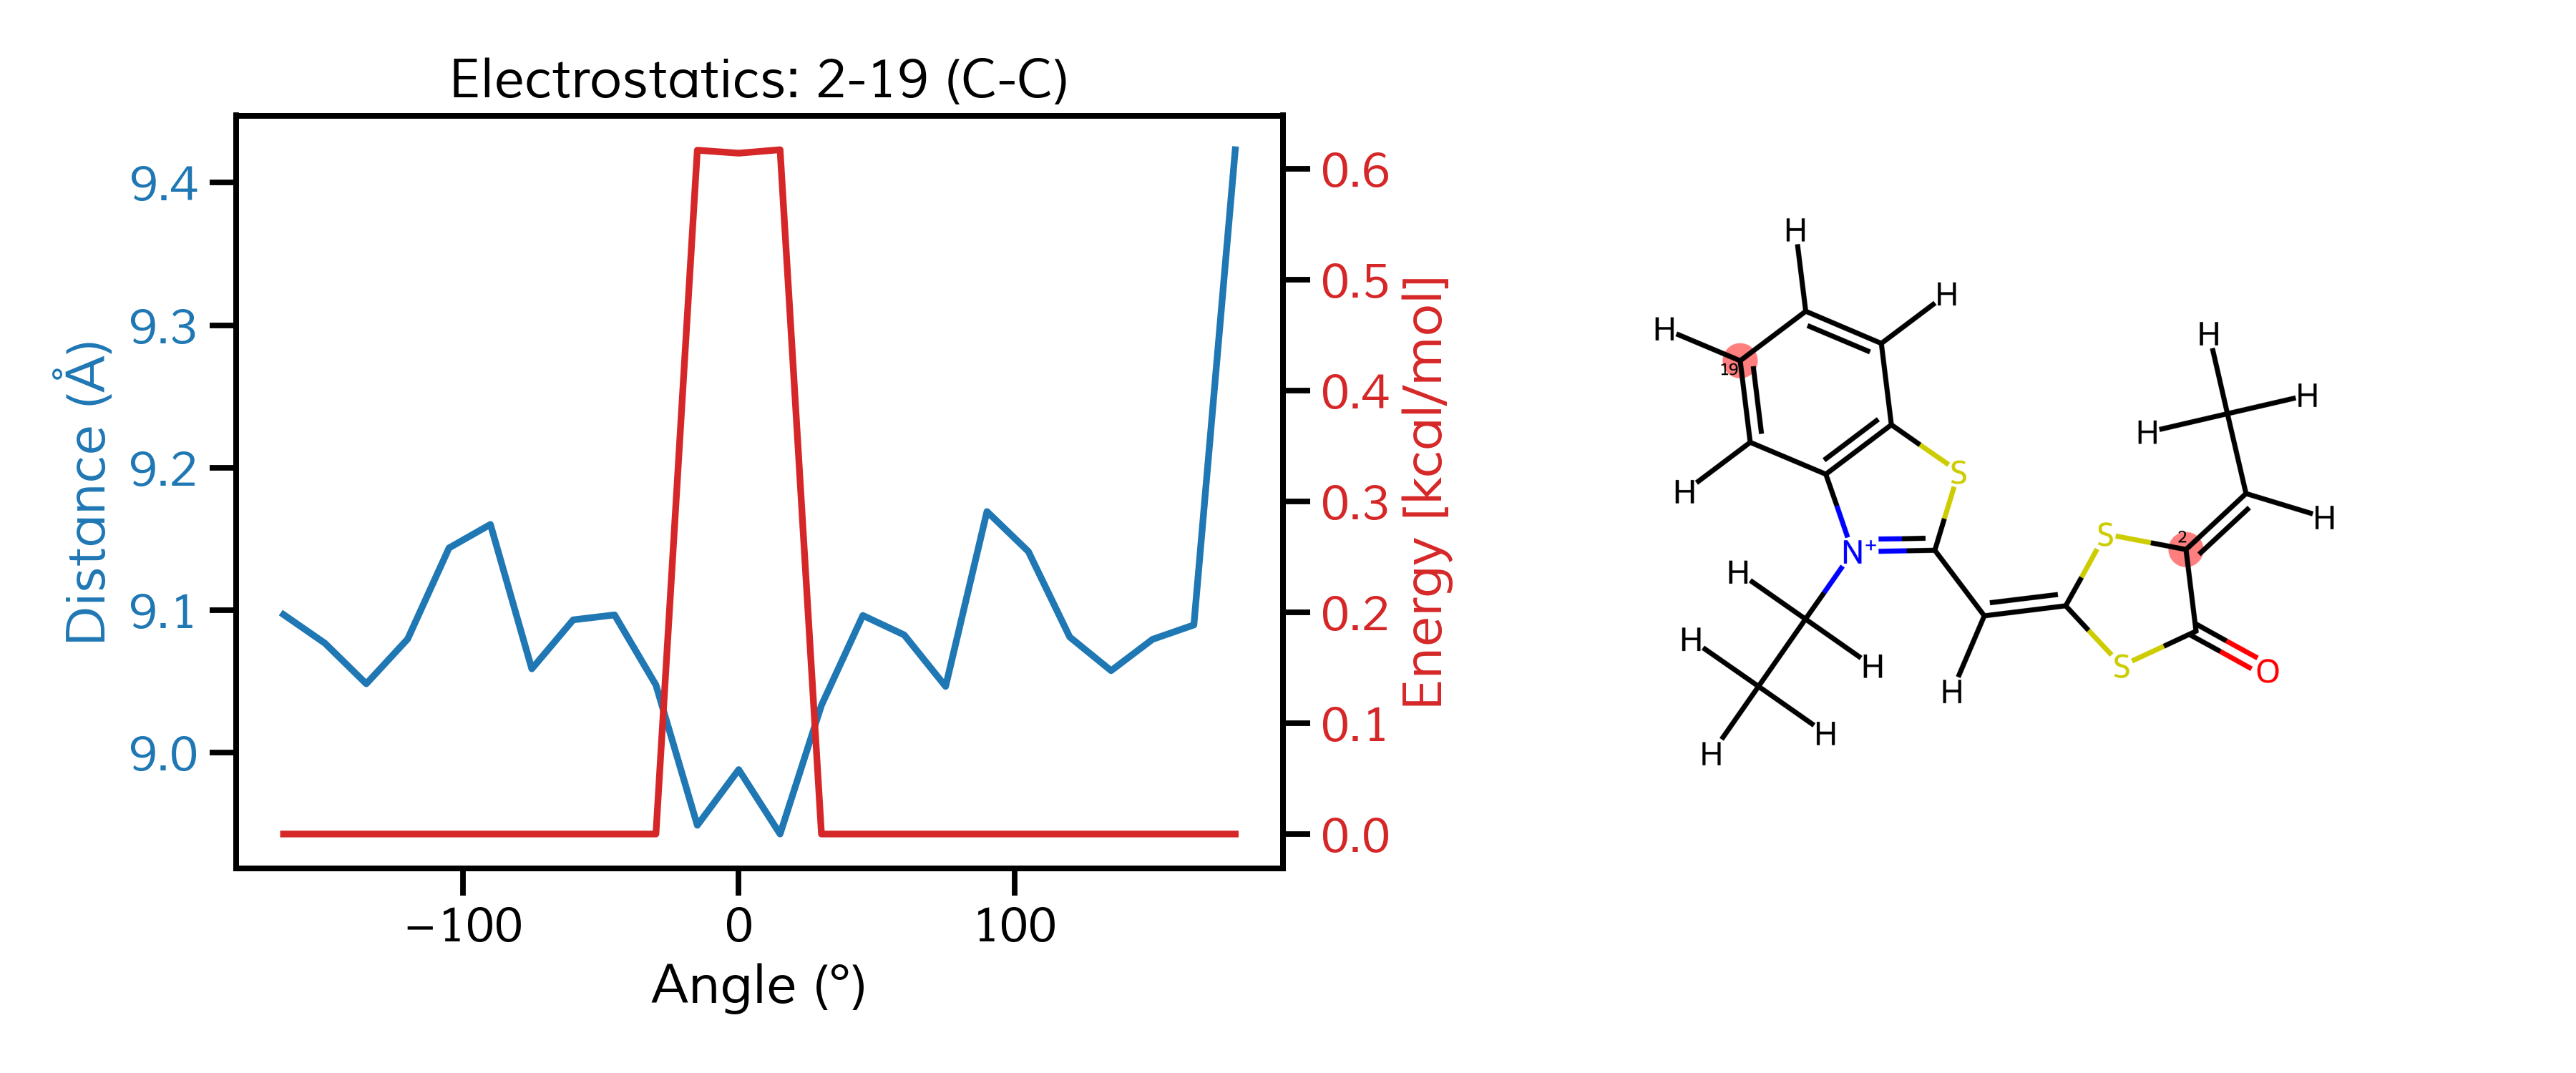 Electrostatics: 2-19 (C-C)
Distance (Å)
9.4
9.3
9.2
9.1
9.0
0.6
0.5
0.4
0.3
0.2
0.1
0.0
Energy [kcal/mol]
−100 0 100
Angle (°)
H
H
H
19
H
S
N+
H
H
H
H
H
H
S
S
2
H
H
H
H
O